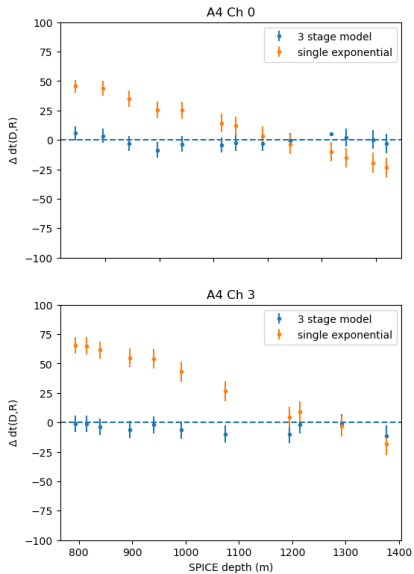 A4 Ch 0
100
75
50
25
0
−25
−50
−75
−100
Δ dt(D,R)
3 stage model
single exponential
A4 Ch 3
100
75
50
25
0
−25
−50
−75
−100
Δ dt(D,R)
3 stage model
single exponential
800 900 1000 1100 1200 1300 1400
SPICE depth (m)